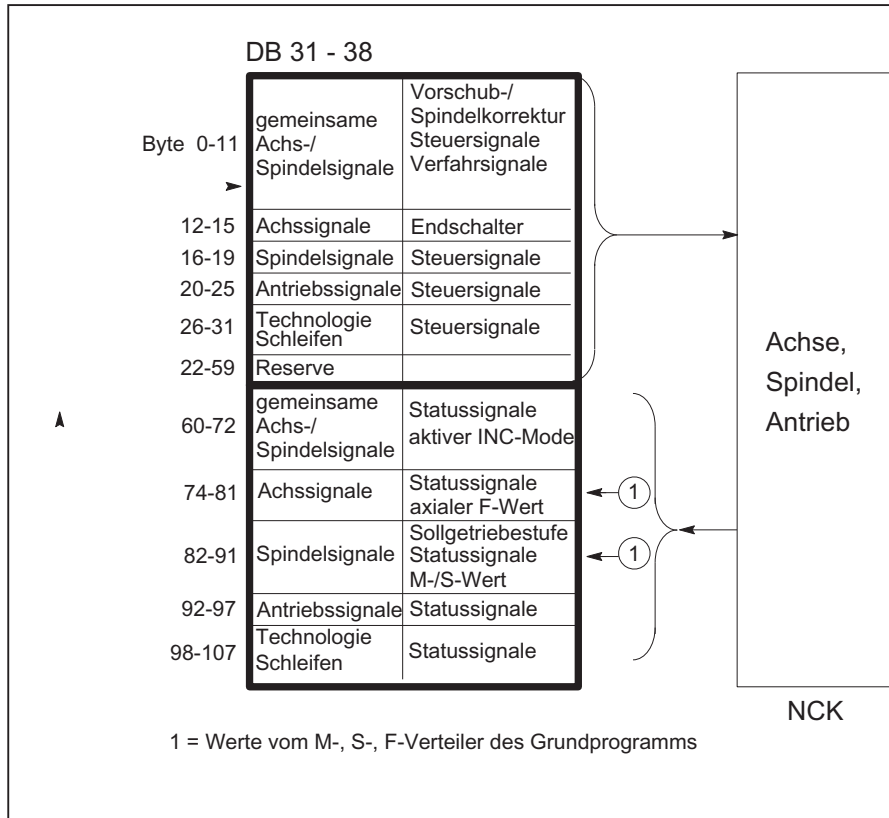 DB 31 - 38
Byte 0-11
gemeinsame
Achs-/
Spindelsignale
Vorschub-/
Spindelkorrektur
Steuersignale
Verfahrsignale
12-15 Achssignale Endschalter
16-19 Spindelsignale Steuersignale
20-25 Antriebssignale Steuersignale
26-31 Technologie
Schleifen
Steuersignale
22-59 Reserve
60-72
gemeinsame
Achs-/
Spindelsignale
Statussignale
aktiver INC-Mode
74-81 Achssignale
Statussignale
axialer F-Wert
1
82-91 Spindelsignale
Sollgetriebestufe
Statussignale
M-/S-Wert
1
92-97 Antriebssignale Statussignale
98-107
Technologie
Schleifen
Statussignale
Achse,
Spindel,
Antrieb
NCK
1 = Werte vom M-, S-, F-Verteiler des Grundprogramms